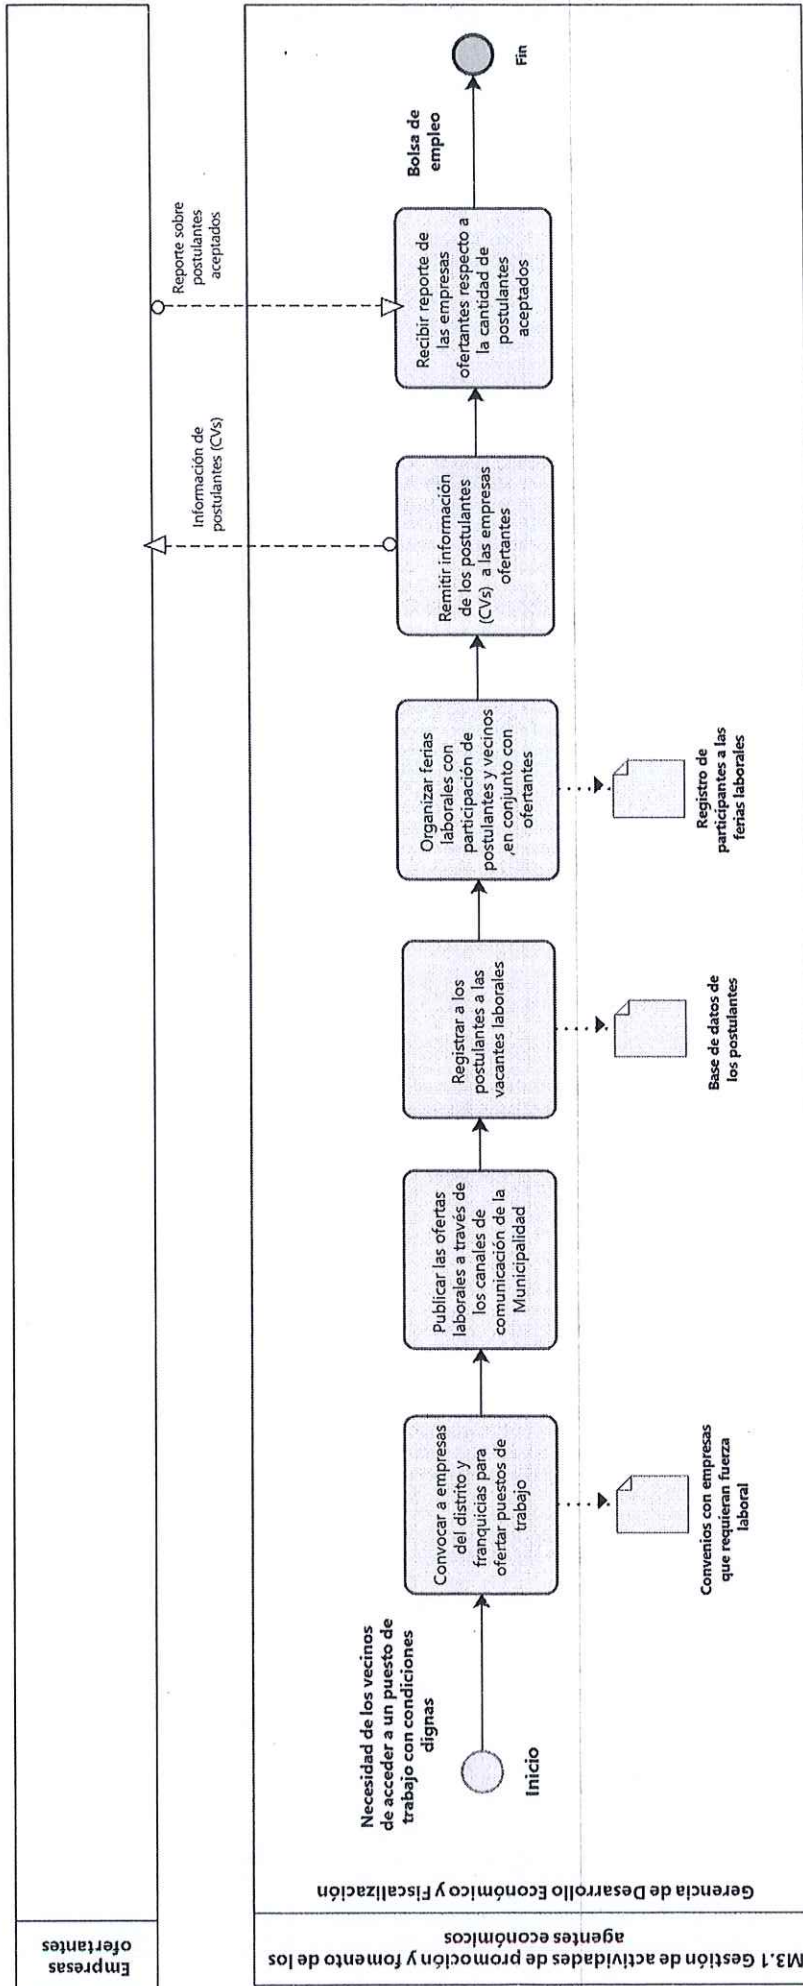 Empresas
ofertantes
M3.1 Gestión de actividades de promoción y fomento de los
agentes económicos
Gerencia de Desarrollo Económico y Fiscalización
Necesidad de los vecinos
de acceder a un puesto de
trabajo con condiciones
dignas
Inicio
Convocar a empresas
del distrito y
franquicias para
ofertar puestos de
trabajo
Convenios con empresas
que requieran fuerza
laboral
Publicar las ofertas
laborales a través de
los canales de
comunicación de la
Municipalidad
Registrar a los
postulantes a las
vacantes laborales
Base de datos de
los postulantes
Organizar ferias
laborales con
participación de
postulantes y vecinos
,en conjunto con
ofertantes
Registro de
participantes a las
ferias laborales
Remitir información
de los postulantes
(CVs) a las empresas
ofertantes
Información de
postulantes (CVs)
Recibir reporte de
las empresas
ofertantes respecto a
la cantidad de
postulantes
aceptados
Reporte sobre
postulantes
aceptados
Bolsa de
empleo
Fin